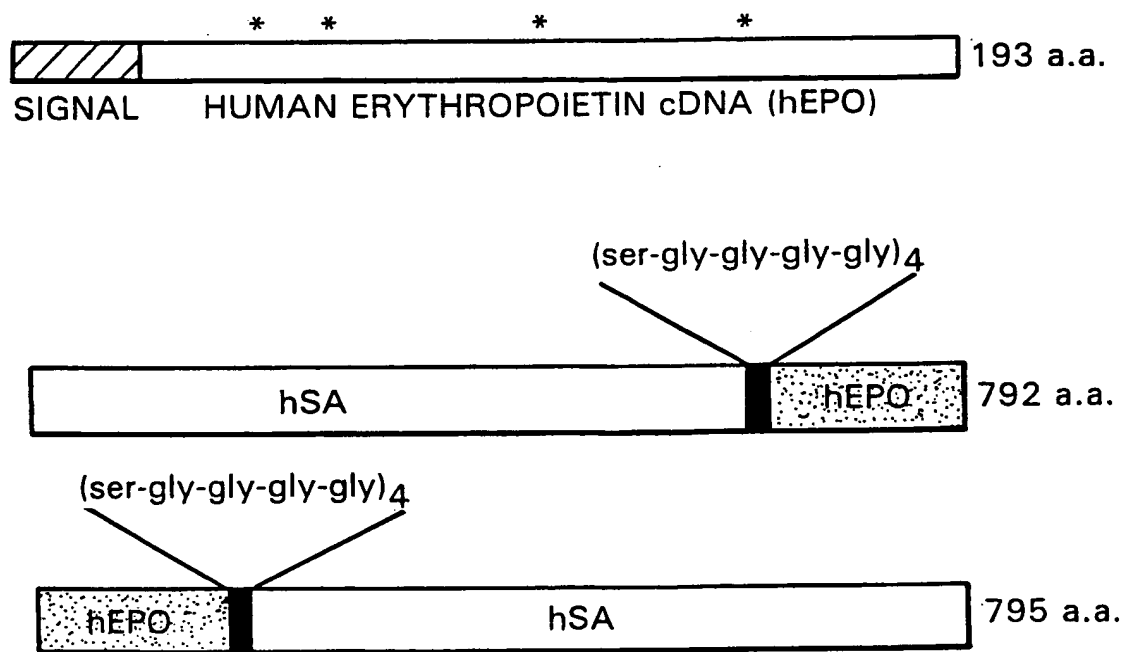 * * * *
193 a.a.
SIGNAL HUMAN ERYTHROPOIETIN cDNA (hEPO)
(ser-gly-gly-gly-gly)4
hSA hEPO 792 a.a.
(ser-gly-gly-gly-gly)4
hEPO hSA 795 a.a.